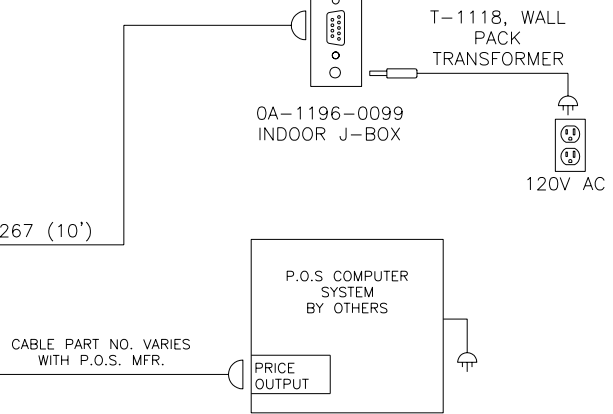 T-1118, WALL
PACK
TRANSFORMER
0A-1196-0099
INDOOR J-BOX
120V AC
267 (10')
P.O.S COMPUTER
SYSTEM
BY OTHERS
CABLE PART NO. VARIES
WITH P.O.S. MFR.
PRICE
OUTPUT